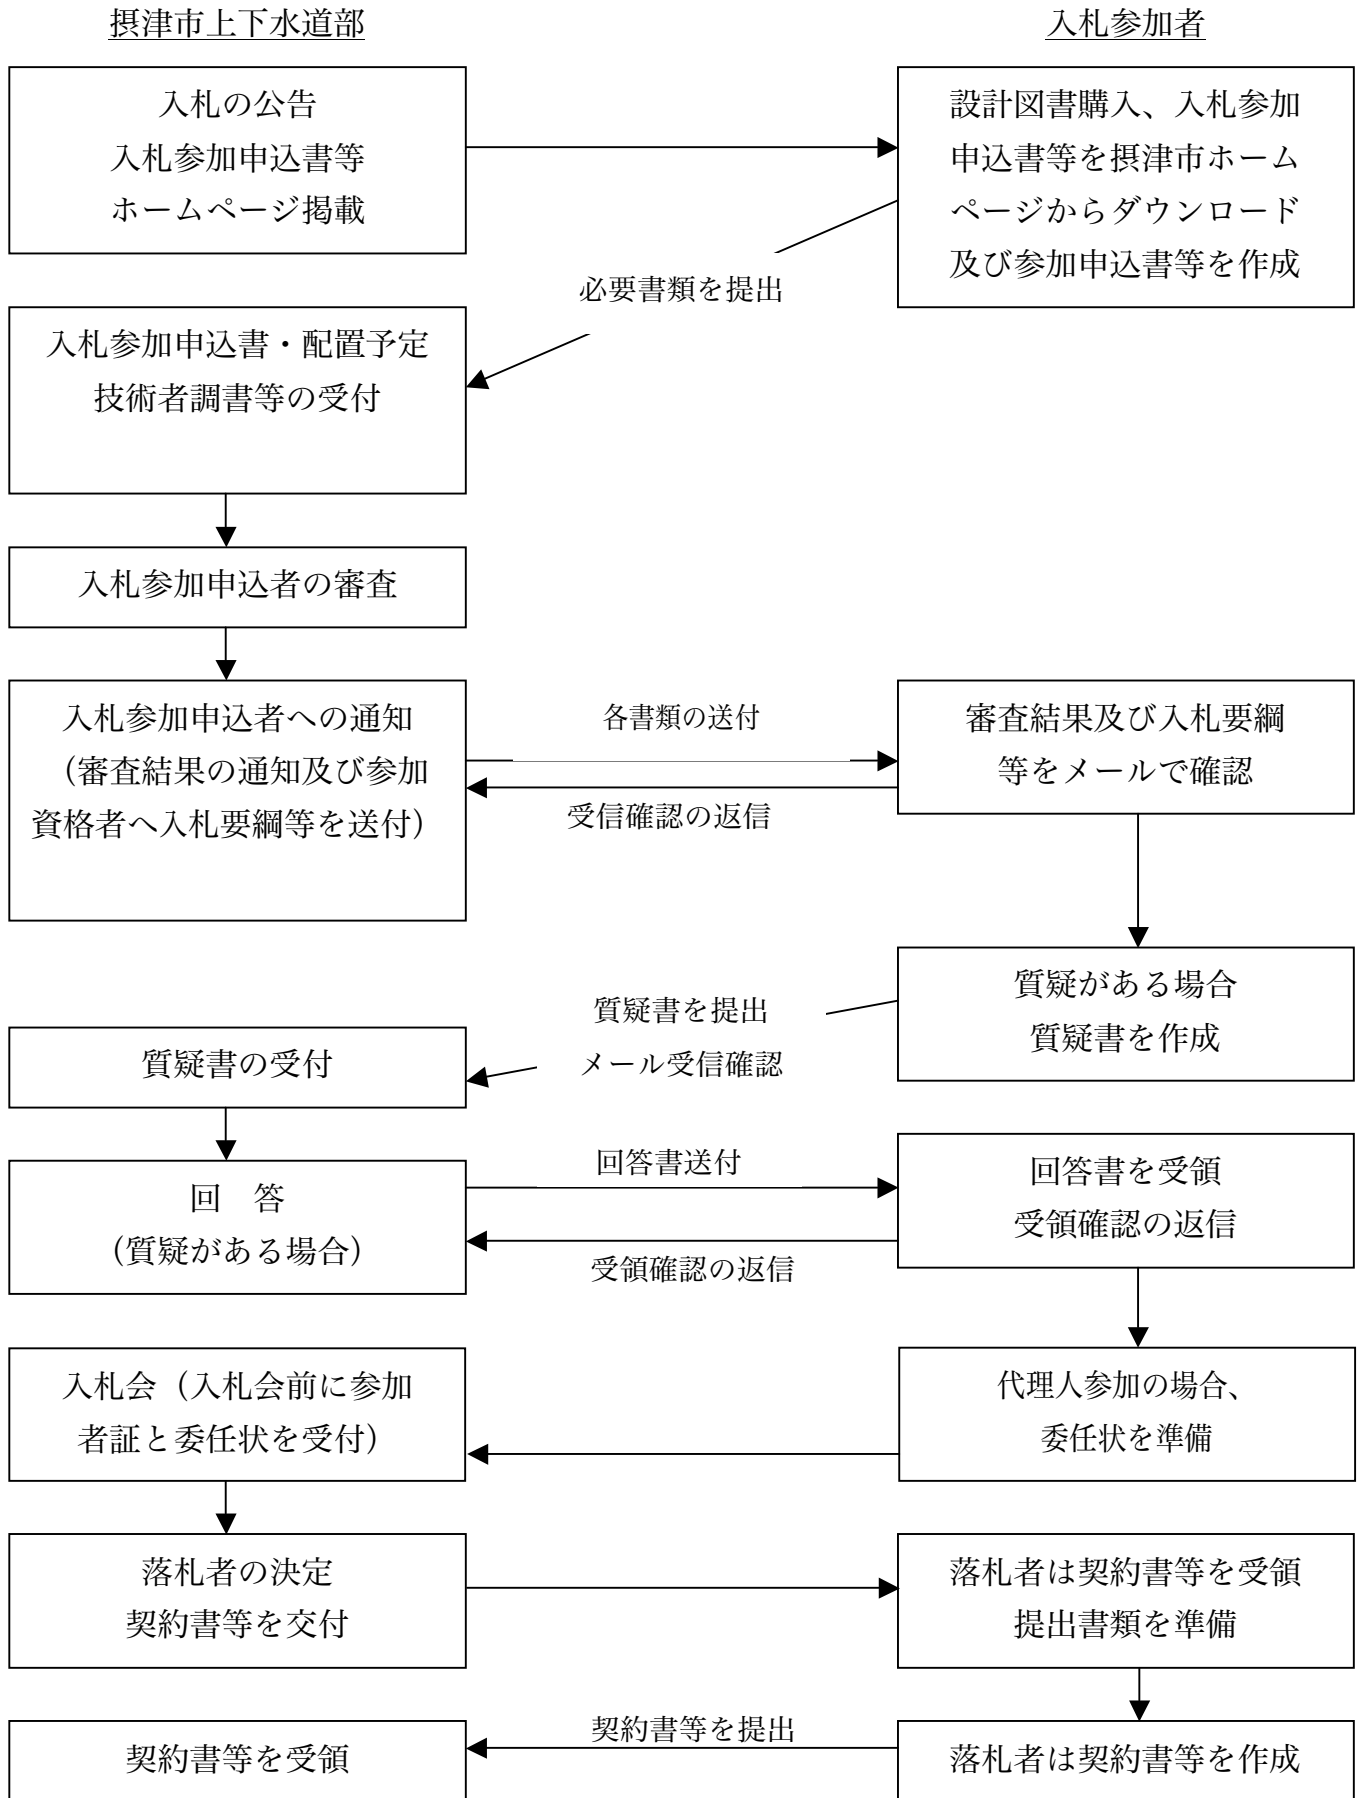 摂津市上下水道部
入札参加者
入札の公告
入札参加申込書等
ホームページ掲載
設計図書購入、入札参加
申込書等を摂津市ホーム
ページからダウンロード
及び参加申込書等を作成
必要書類を提出
入札参加申込書・配置予定
技術者調書等の受付
入札参加申込者の審査
入札参加申込者への通知
（審査結果の通知及び参加
資格者へ入札要綱等を送付）
各書類の送付
受信確認の返信
審査結果及び入札要綱
等をメールで確認
質疑がある場合
質疑書を作成
質疑書を提出
メール受信確認
質疑書の受付
回　答
（質疑がある場合）
回答書送付
受領確認の返信
回答書を受領
受領確認の返信
入札会（入札会前に参加
者証と委任状を受付）
代理人参加の場合、
委任状を準備
落札者の決定
契約書等を交付
落札者は契約書等を受領
提出書類を準備
契約書等を提出
契約書等を受領
落札者は契約書等を作成